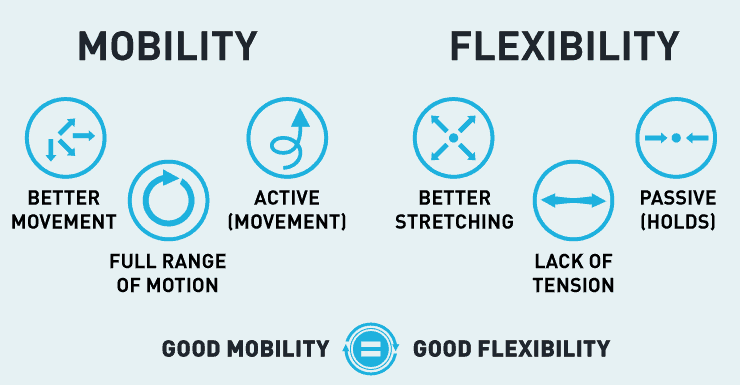 MOBILITY
BETTER
MOVEMENT
FULL RANGE
OF MOTION
ACTIVE
(MOVEMENT)
FLEXIBILITY
BETTER
STRETCHING
LACK OF
TENSION
PASSIVE
(HOLDS)
GOOD MOBILITY = GOOD FLEXIBILITY